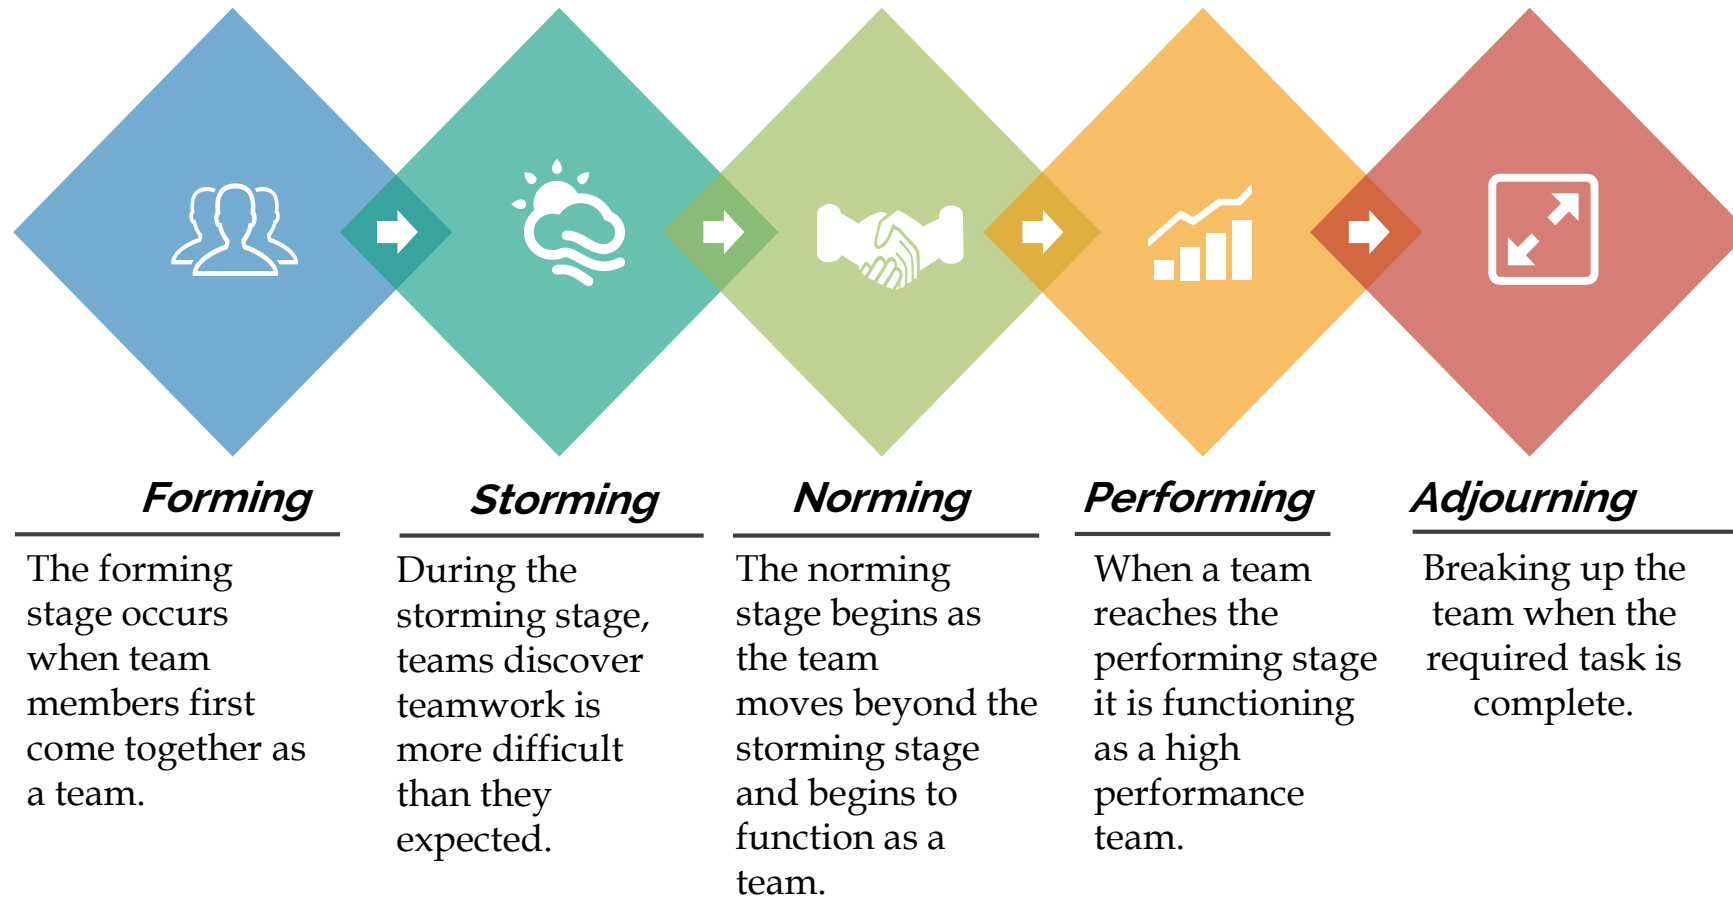 Forming
The forming
stage occurs
when team
members first
come together as
a team.
Storming
During the
storming stage,
teams discover
teamwork is
more difficult
than they
expected.
Norming
The norming
stage begins as
the team
moves beyond the
storming stage
and begins to
function as a
team.
Performing
When a team
reaches the
performing stage
it is functioning
as a high
performance
team.
Adjourning
Breaking up the
team when the
required task is
complete.